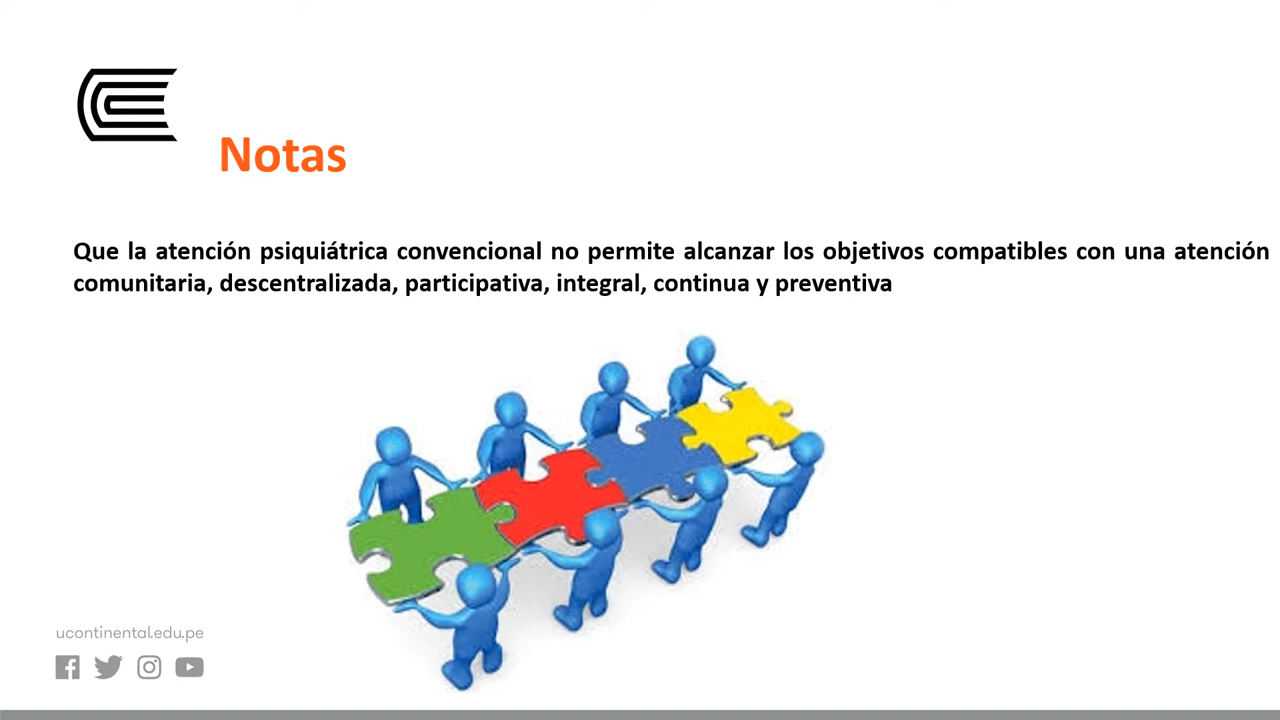 Notas
Que la atención psiquiátrica convencional no permite alcanzar los objetivos compatibles con una atención
comunitaria, descentralizada, participativa, integral, continua y preventiva
ucontinental.edu.pe